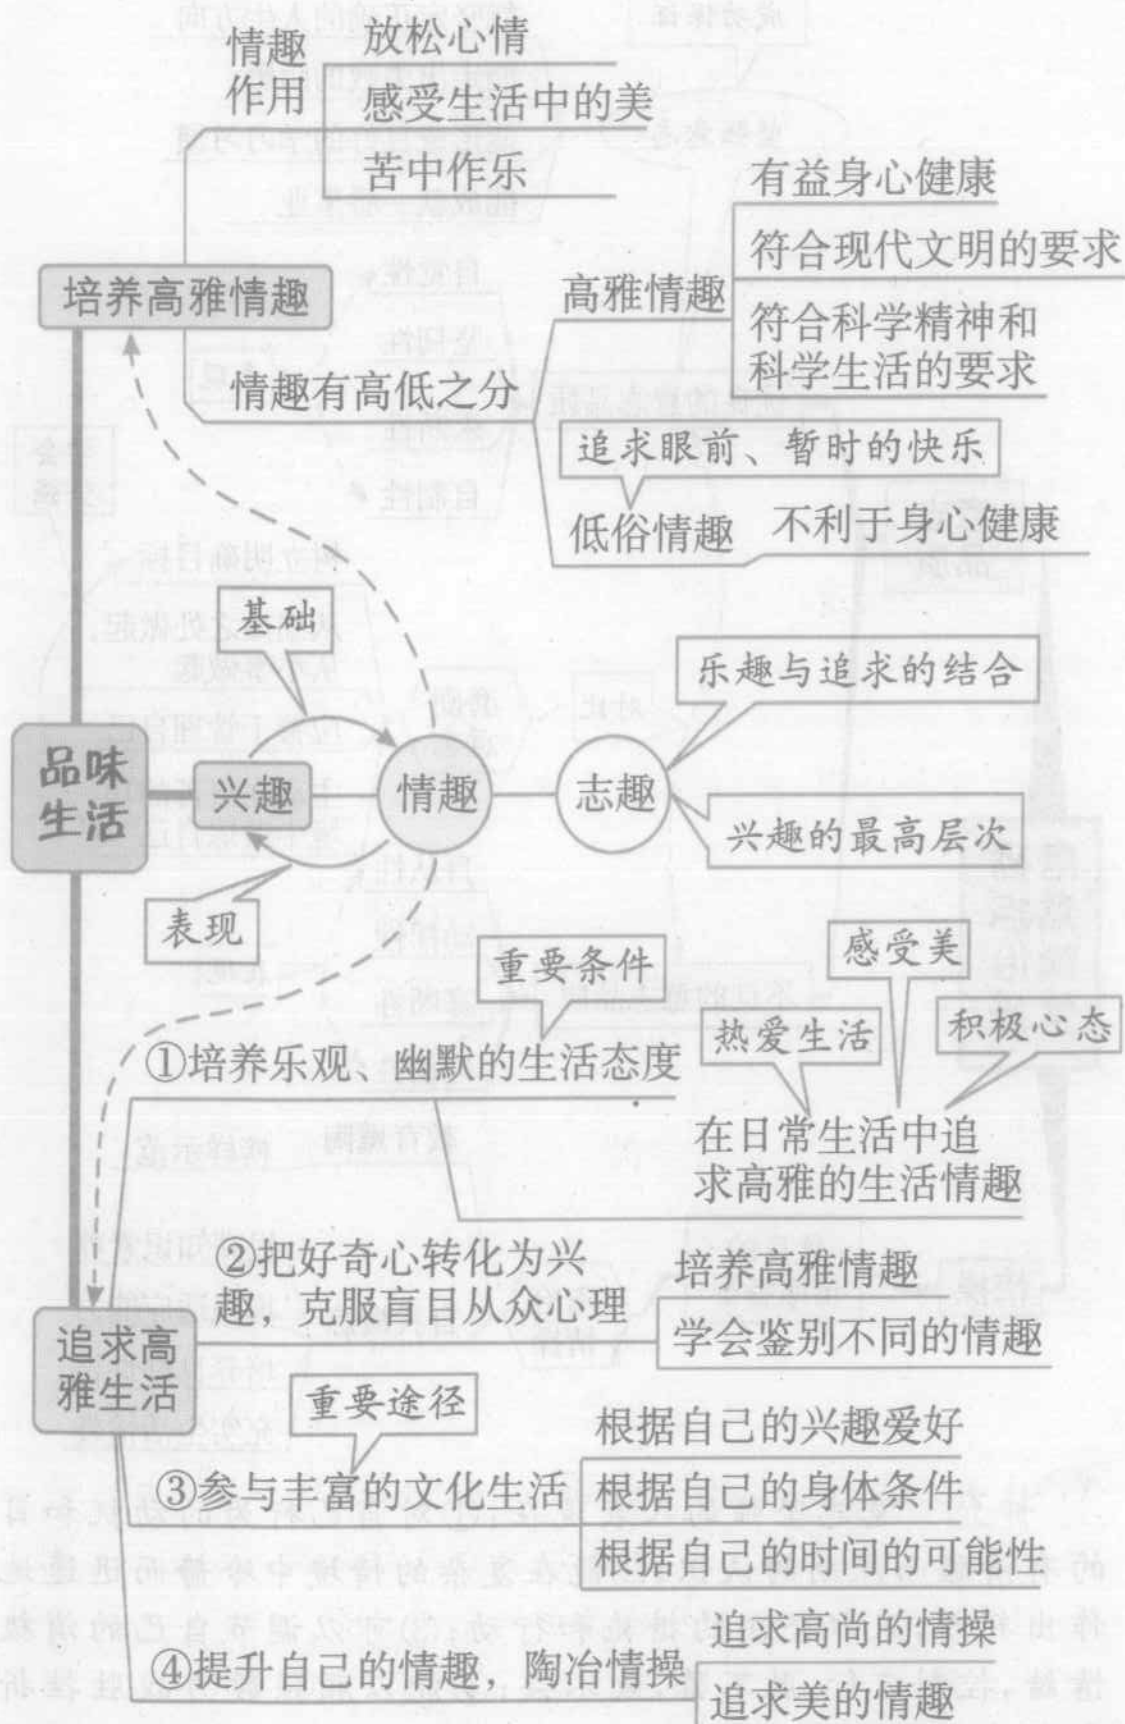 情趣
作用
放松心情
感受生活中的美
苦中作乐
培养高雅情趣
情趣有高低之分
高雅情趣
有益身心健康
符合现代文明的要求
符合科学精神和
科学生活的要求
追求眼前、暂时的快乐
低俗情趣
不利于身心健康
基础
品味
生活
兴趣
情趣
志趣
乐趣与追求的结合
兴趣的最高层次
表现
重要条件
①培养乐观、幽默的生活态度
热爱生活
感受美
积极心态
在日常生活中追
求高雅的生活情趣
②把好奇心转化为兴
趣，克服盲目从众心理
培养高雅情趣
学会鉴别不同的情趣
追求高
雅生活
重要途径
③参与丰富的文化生活
根据自己的兴趣爱好
根据自己的身体条件
根据自己的时间的可能性
④提升自己的情趣，陶冶情操
追求高尚的情操
追求美的情趣